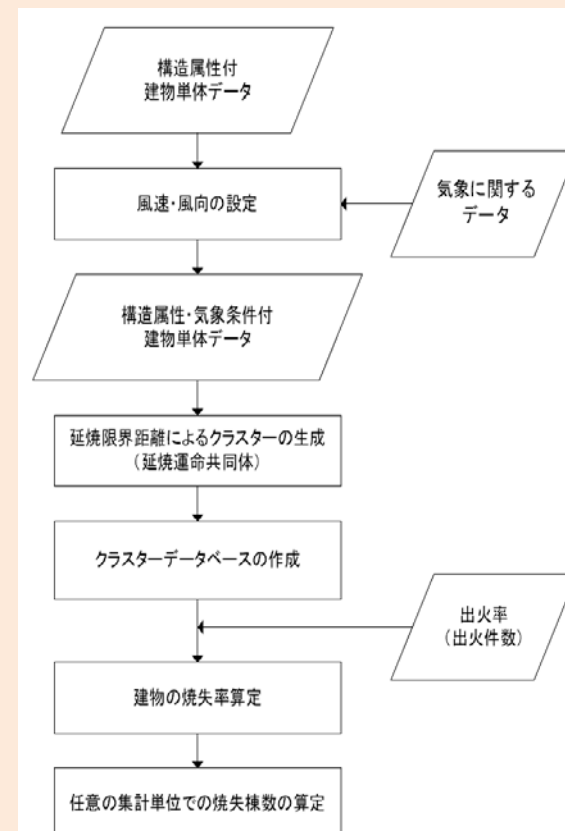 構造属性付
建物単体データ
風速・風向の設定
気象に関する
データ
構造属性・気象条件付
建物単体データ
延焼限界距離によるクラスターの生成
（延焼運命共同体）
クラスターデータベースの作成
出火率
（出火件数）
建物の焼失率算定
任意の集計単位での焼失棟数の算定